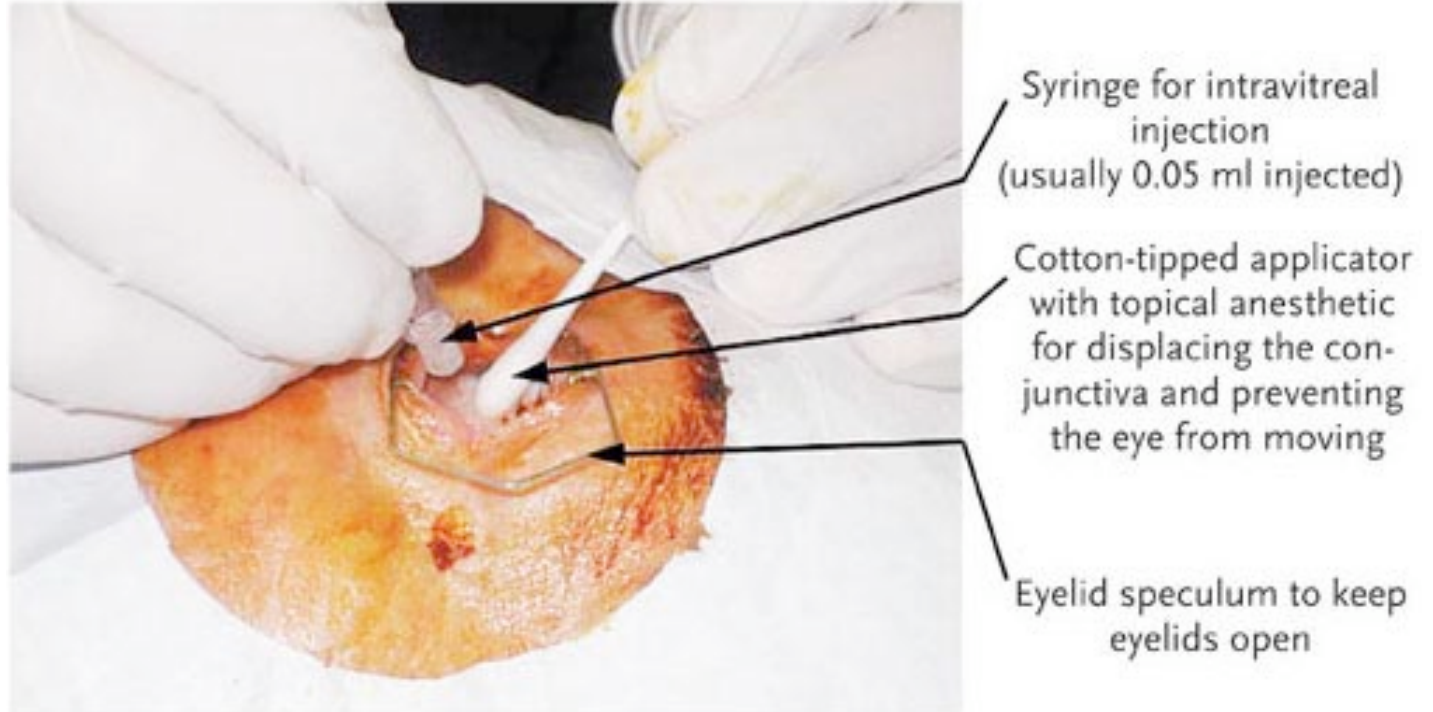 Syringe for intravitreal
injection
(usually 0.05 ml injected)
Cotton-tipped applicator
with topical anesthetic
for displacing the con-
junctiva and preventing
the eye from moving
Eyelid speculum to keep
eyelids open